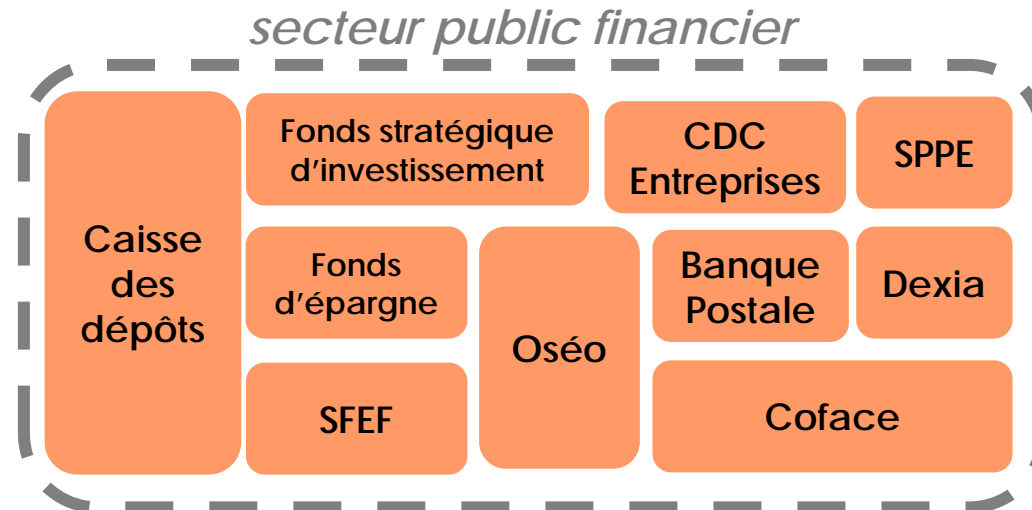 secteur public financier
Fonds stratégique
d'investissement
CDC
Entreprises
SPPE
Caisse
des
dépôts
Fonds
d'épargne
Oséo
Banque
Postale
Dexia
SFEF
Coface